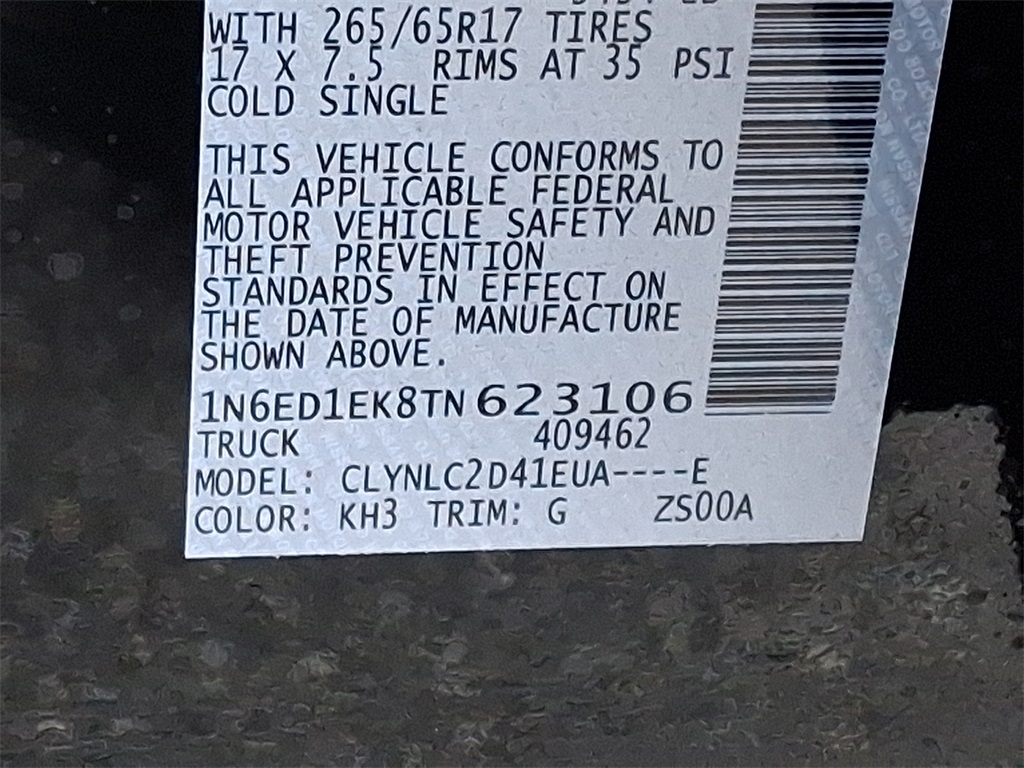 WITH 265/65R17 TIRES
17 X 7.5 RIMS AT 35 PSI
COLD SINGLE
THIS VEHICLE CONFORMS TO
ALL APPLICABLE FEDERAL
MOTOR VEHICLE SAFETY AND
THEFT PREVENTION
STANDARDS IN EFFECT ON
THE DATE OF MANUFACTURE
SHOWN ABOVE.
1N6ED1EK8TN623106
TRUCK 409462
MODEL: CLYNLC2D41EUA----E
COLOR: KH3 TRIM: G ZS00A